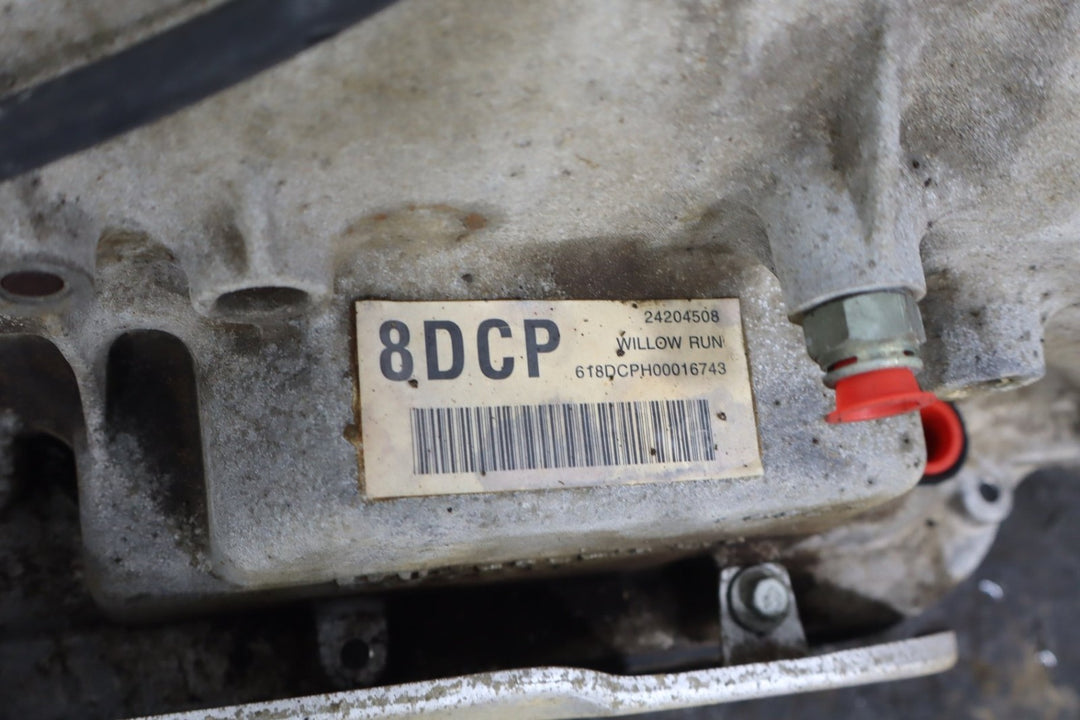 8DCP
24204508
WILLOW RUN
618DCPH00016743